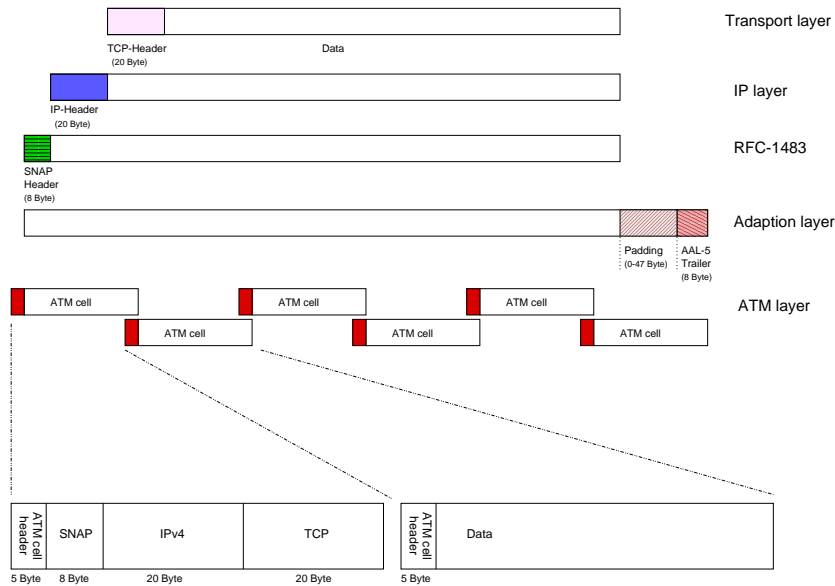 Transport layer
TCP-Header
(20 Byte)
Data
IP layer
IP-Header
(20 Byte)
RFC-1483
SNAP
Header
(8 Byte)
Adaption layer
Padding
(0-47 Byte)
AAL-5
Trailer
(8 Byte)
ATM layer
ATM cell
ATM cell
ATM cell
ATM cell
ATM cell
ATM cell
ATM cell
header
SNAP
IPv4
TCP
ATM cell
header
Data
5 Byte
8 Byte
20 Byte
20 Byte
5 Byte